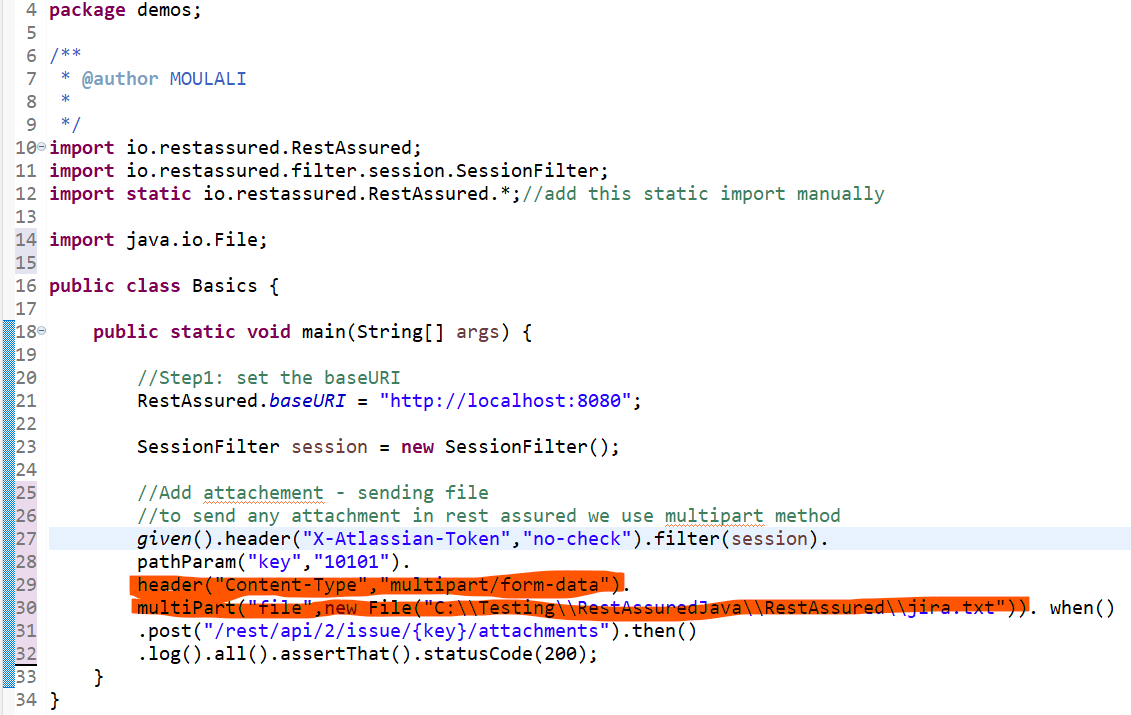 4 package demos;
5
6 /**
7  * @author MOULALI
8  *
9  */
10 import io.restassured.RestAssured;
11 import io.restassured.filter.session.SessionFilter;
12 import static io.restassured.RestAssured.*;//add this static import manually
13
14 import java.io.File;
15
16 public class Basics {
17
18     public static void main(String[] args) {
19
20         //Step1: set the baseURI
21         RestAssured.baseURI = "http://localhost:8080";
22
23         SessionFilter session = new SessionFilter();
24
25         //Add attachement - sending file
26         //to send any attachment in rest assured we use multipart method
27         given().header("X-Atlassian-Token","no-check").filter(session).
28         pathParam("key","10101").
29         header("Content-Type","multipart/form-data").
30         multiPart("file",new File("C:\\Testing\\RestAssuredJava\\RestAssured\\jira.txt")). when()
31         .post("/rest/api/2/issue/{key}/attachments").then()
32         .log().all().assertThat().statusCode(200);
33     }
34 }